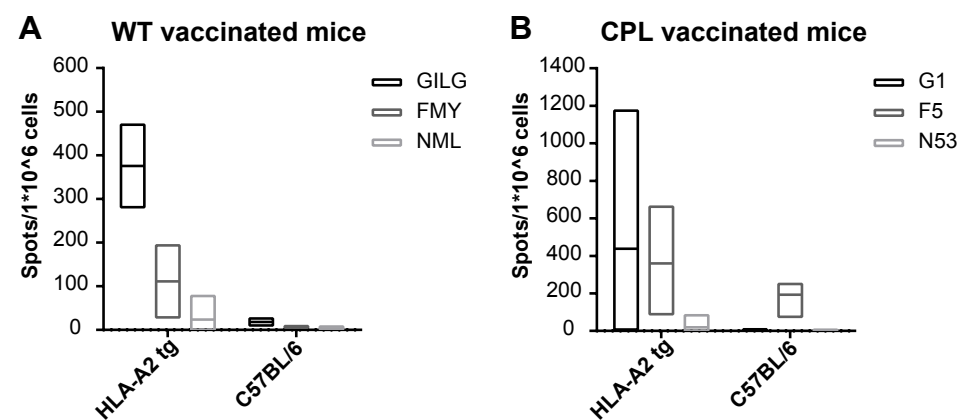 A WT vaccinated mice
Spots/1*10^6 cells
600
500
400
300
200
100
0
GILG
FMY
NML
HLA-A2 tg
C57BL/6
B CPL vaccinated mice
Spots/1*10^6 cells
1400
1200
1000
800
600
400
200
0
G1
F5
N53
HLA-A2 tg
C57BL/6